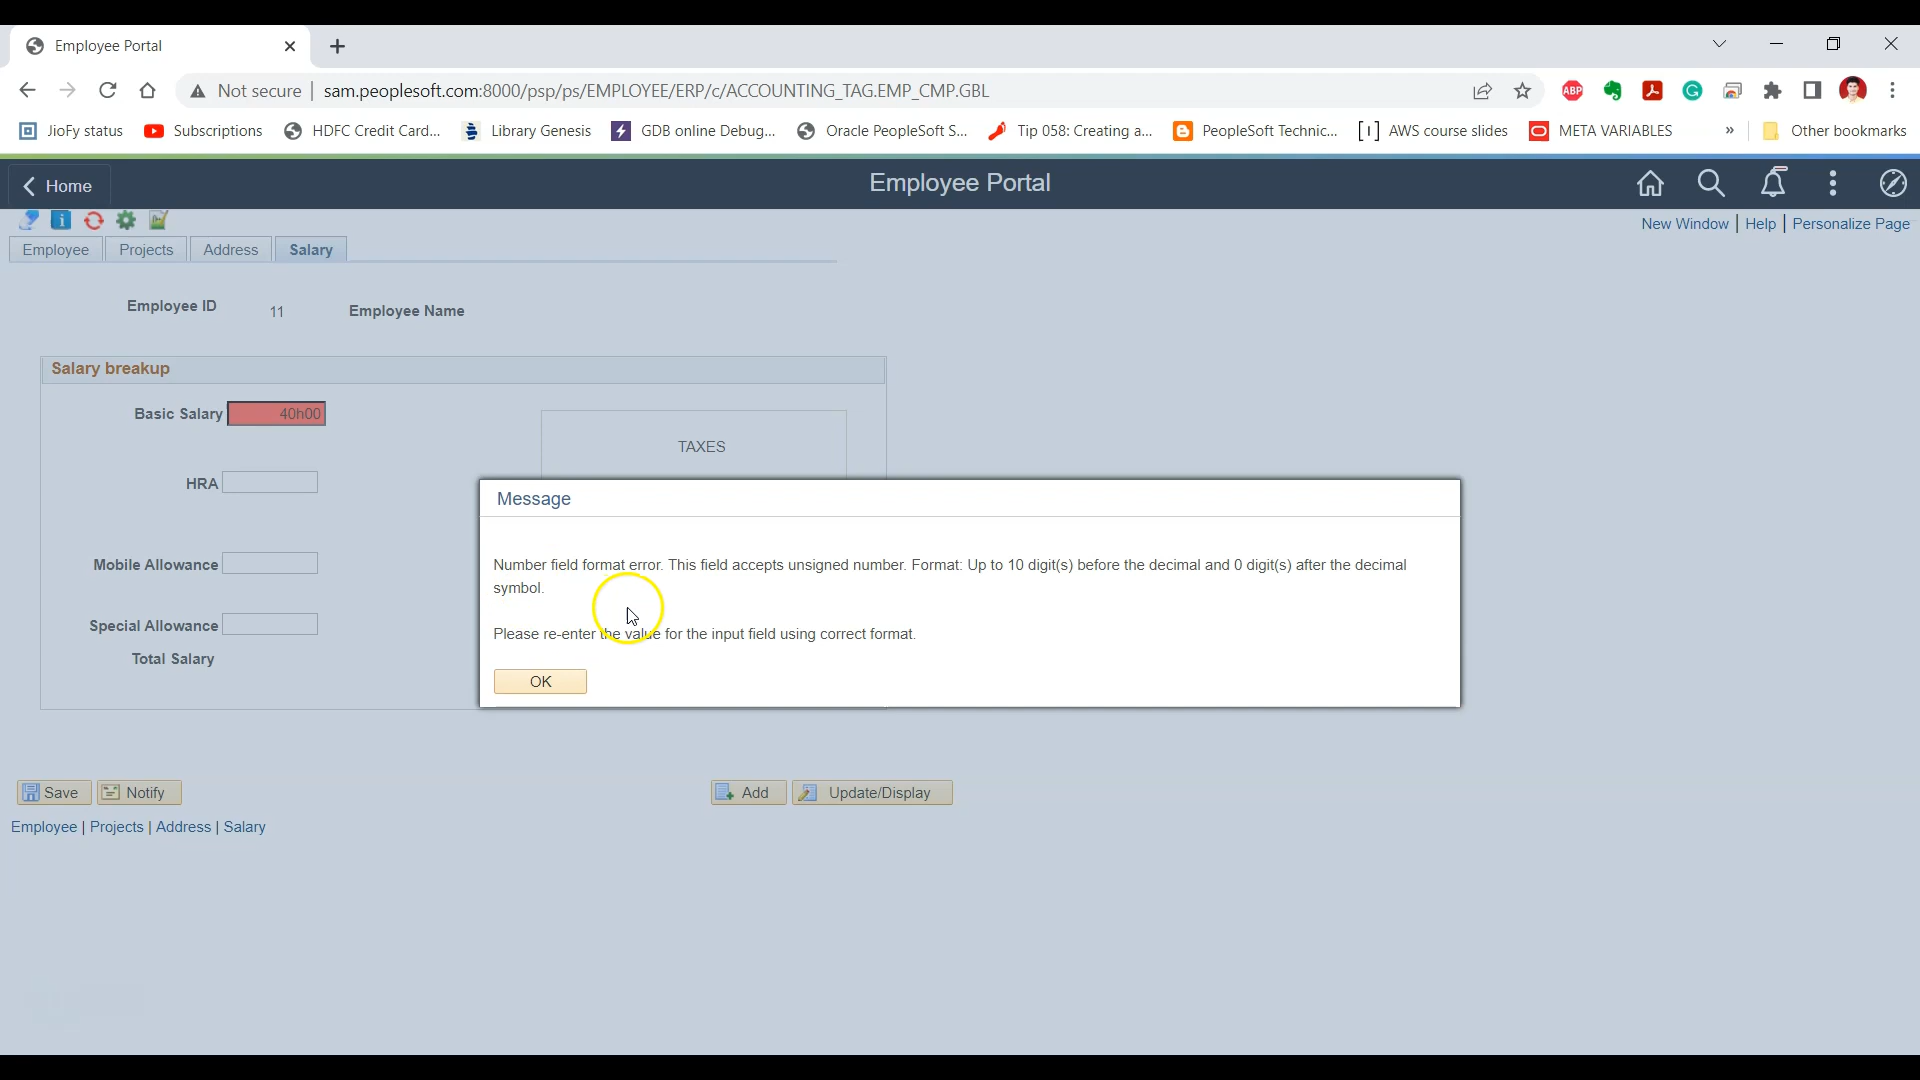 Employee Portal
Not secure | sam.peoplesoft.com:8000/psp/ps/EMPLOYEE/ERP/c/ACCOUNTING_TAG.EMP_CMP.GBL
ABP
JioFy status Subscriptions HDFC Credit Card... Library Genesis GDB online Debug... Oracle PeopleSoft S... Tip 058: Creating a... PeopleSoft Technic... AWS course slides META VARIABLES » Other bookmarks
Home Employee Portal
New Window | Help | Personalize Page
Employee Projects Address Salary
Employee ID 11 Employee Name
Salary breakup
Basic Salary 40h00
TAXES
HRA
Message
Number field format error. This field accepts unsigned number. Format: Up to 10 digit(s) before the decimal and 0 digit(s) after the decimal
symbol.
Mobile Allowance
Special Allowance
Please re-enter the value for the input field using correct format.
Total Salary
OK
Save Notify Add Update/Display
Employee | Projects | Address | Salary